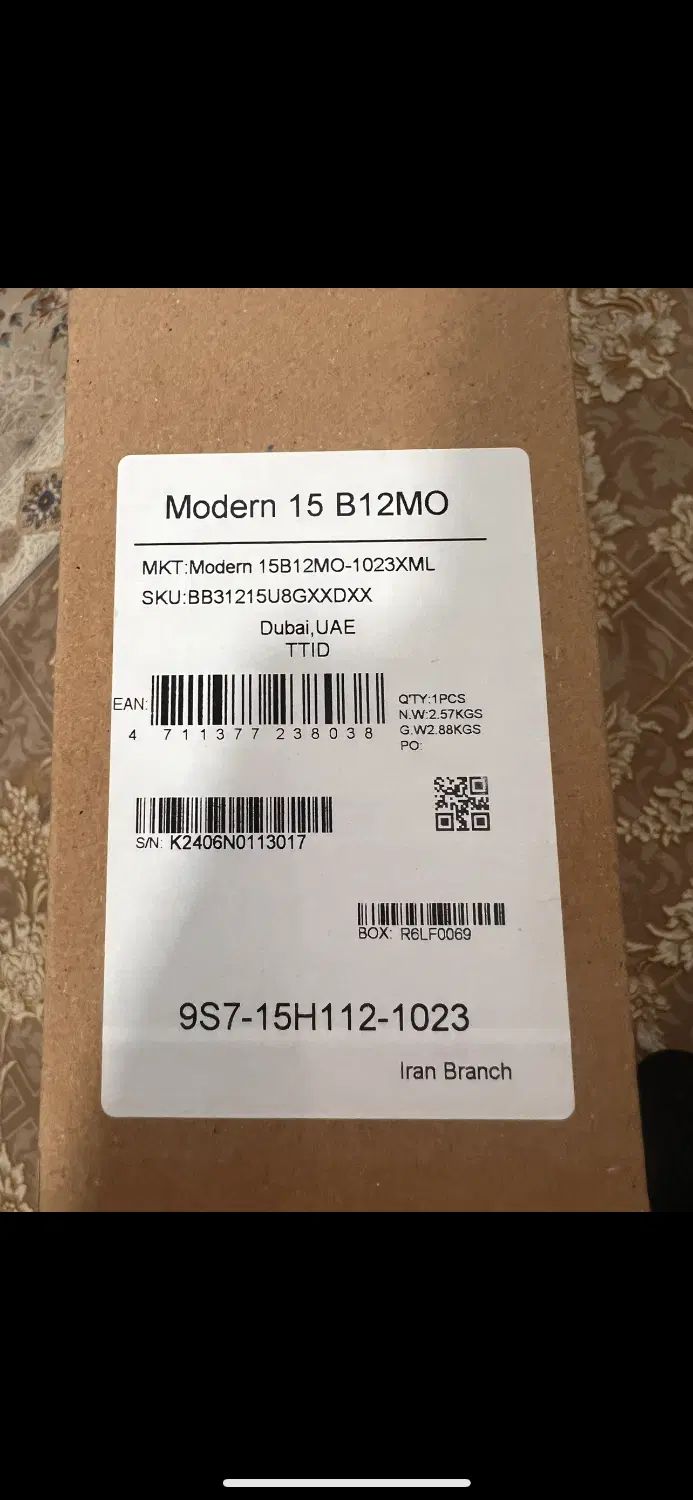 Modern 15 B12MO
MKT:Modern 15B12MO-1023XML
SKU:BB31215U8GXXDXX
Dubai,UAE
TTID
EAN:
4 711377 238038
Q'TY:1PCS
N.W:2.57KGS
G.W2.88KGS
PO:
S/N: K2406N0113017
BOX: R6LF0069
9S7-15H112-1023
Iran Branch